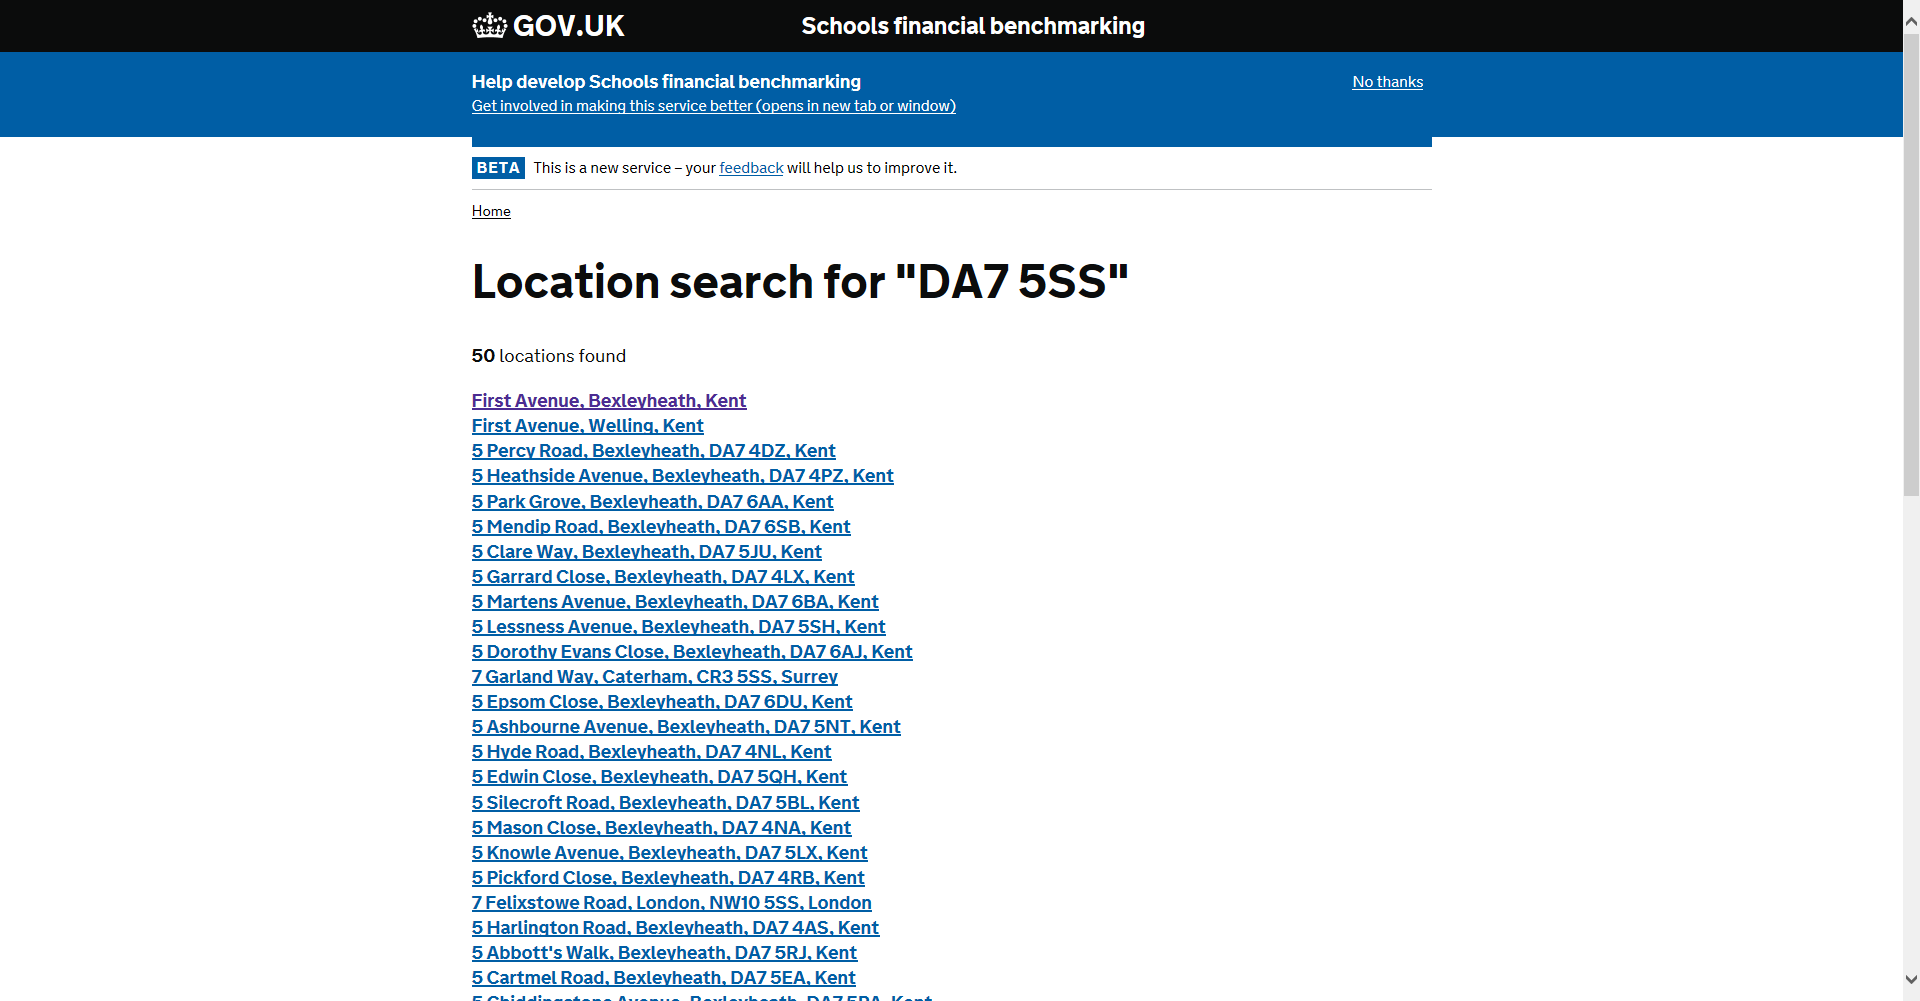 GOV.UK Schools financial benchmarking
Help develop Schools financial benchmarking No thanks
Get involved in making this service better (opens in new tab or window)
BETA This is a new service – your feedback will help us to improve it.
Home
Location search for "DA7 5SS"
50 locations found
First Avenue, Bexleyheath, Kent
First Avenue, Welling, Kent
5 Percy Road, Bexleyheath, DA7 4DZ, Kent
5 Heathside Avenue, Bexleyheath, DA7 4PZ, Kent
5 Park Grove, Bexleyheath, DA7 6AA, Kent
5 Mendip Road, Bexleyheath, DA7 6SB, Kent
5 Clare Way, Bexleyheath, DA7 5JU, Kent
5 Garrard Close, Bexleyheath, DA7 4LX, Kent
5 Martens Avenue, Bexleyheath, DA7 6BA, Kent
5 Lessness Avenue, Bexleyheath, DA7 5SH, Kent
5 Dorothy Evans Close, Bexleyheath, DA7 6AJ, Kent
7 Garland Way, Caterham, CR3 5SS, Surrey
5 Epsom Close, Bexleyheath, DA7 6DU, Kent
5 Ashbourne Avenue, Bexleyheath, DA7 5NT, Kent
5 Hyde Road, Bexleyheath, DA7 4NL, Kent
5 Edwin Close, Bexleyheath, DA7 5QH, Kent
5 Silecroft Road, Bexleyheath, DA7 5BL, Kent
5 Mason Close, Bexleyheath, DA7 4NA, Kent
5 Knowle Avenue, Bexleyheath, DA7 5LX, Kent
5 Pickford Close, Bexleyheath, DA7 4RB, Kent
7 Felixstowe Road, London, NW10 5SS, London
5 Harlington Road, Bexleyheath, DA7 4AS, Kent
5 Abbott's Walk, Bexleyheath, DA7 5RJ, Kent
5 Cartmel Road, Bexleyheath, DA7 5EA, Kent
5 Chiddingstone Avenue, Bexleyheath, DA7 Kent